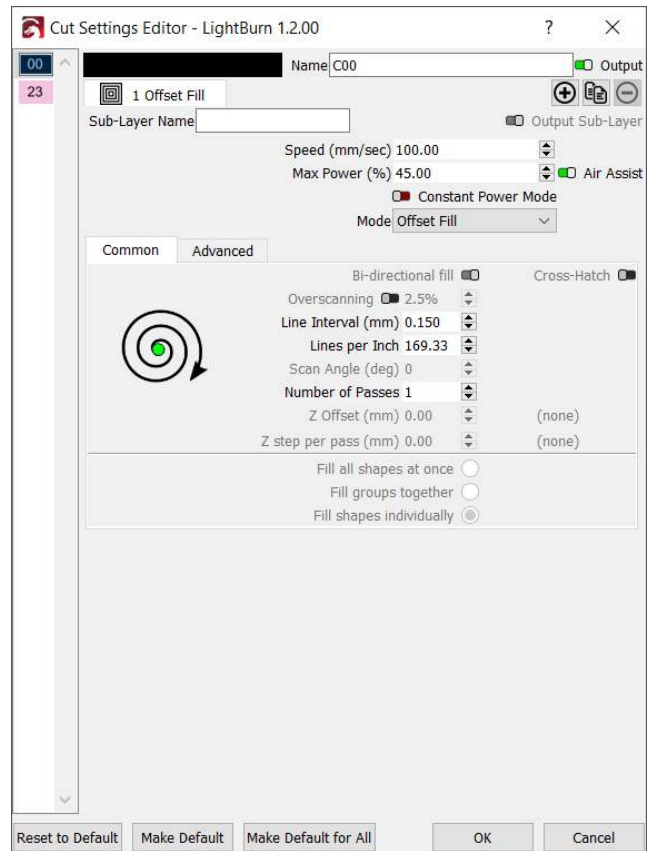 Cut Settings Editor - LightBurn 1.2.00 ?
00
23
Name C00 Output
1 Offset Fill
Sub-Layer Name Output Sub-Layer
Speed (mm/sec) 100.00
Max Power (%) 45.00 Air Assist
Constant Power Mode
Mode Offset Fill
Common Advanced
Bi-directional fill Cross-Hatch
Overscanning 2.5%
Line Interval (mm) 0.150
Lines per Inch 169.33
Scan Angle (deg) 0
Number of Passes 1
Z Offset (mm) 0.00 (none)
Z step per pass (mm) 0.00 (none)
Fill all shapes at once
Fill groups together
Fill shapes individually
Reset to Default Make Default Make Default for All OK Cancel